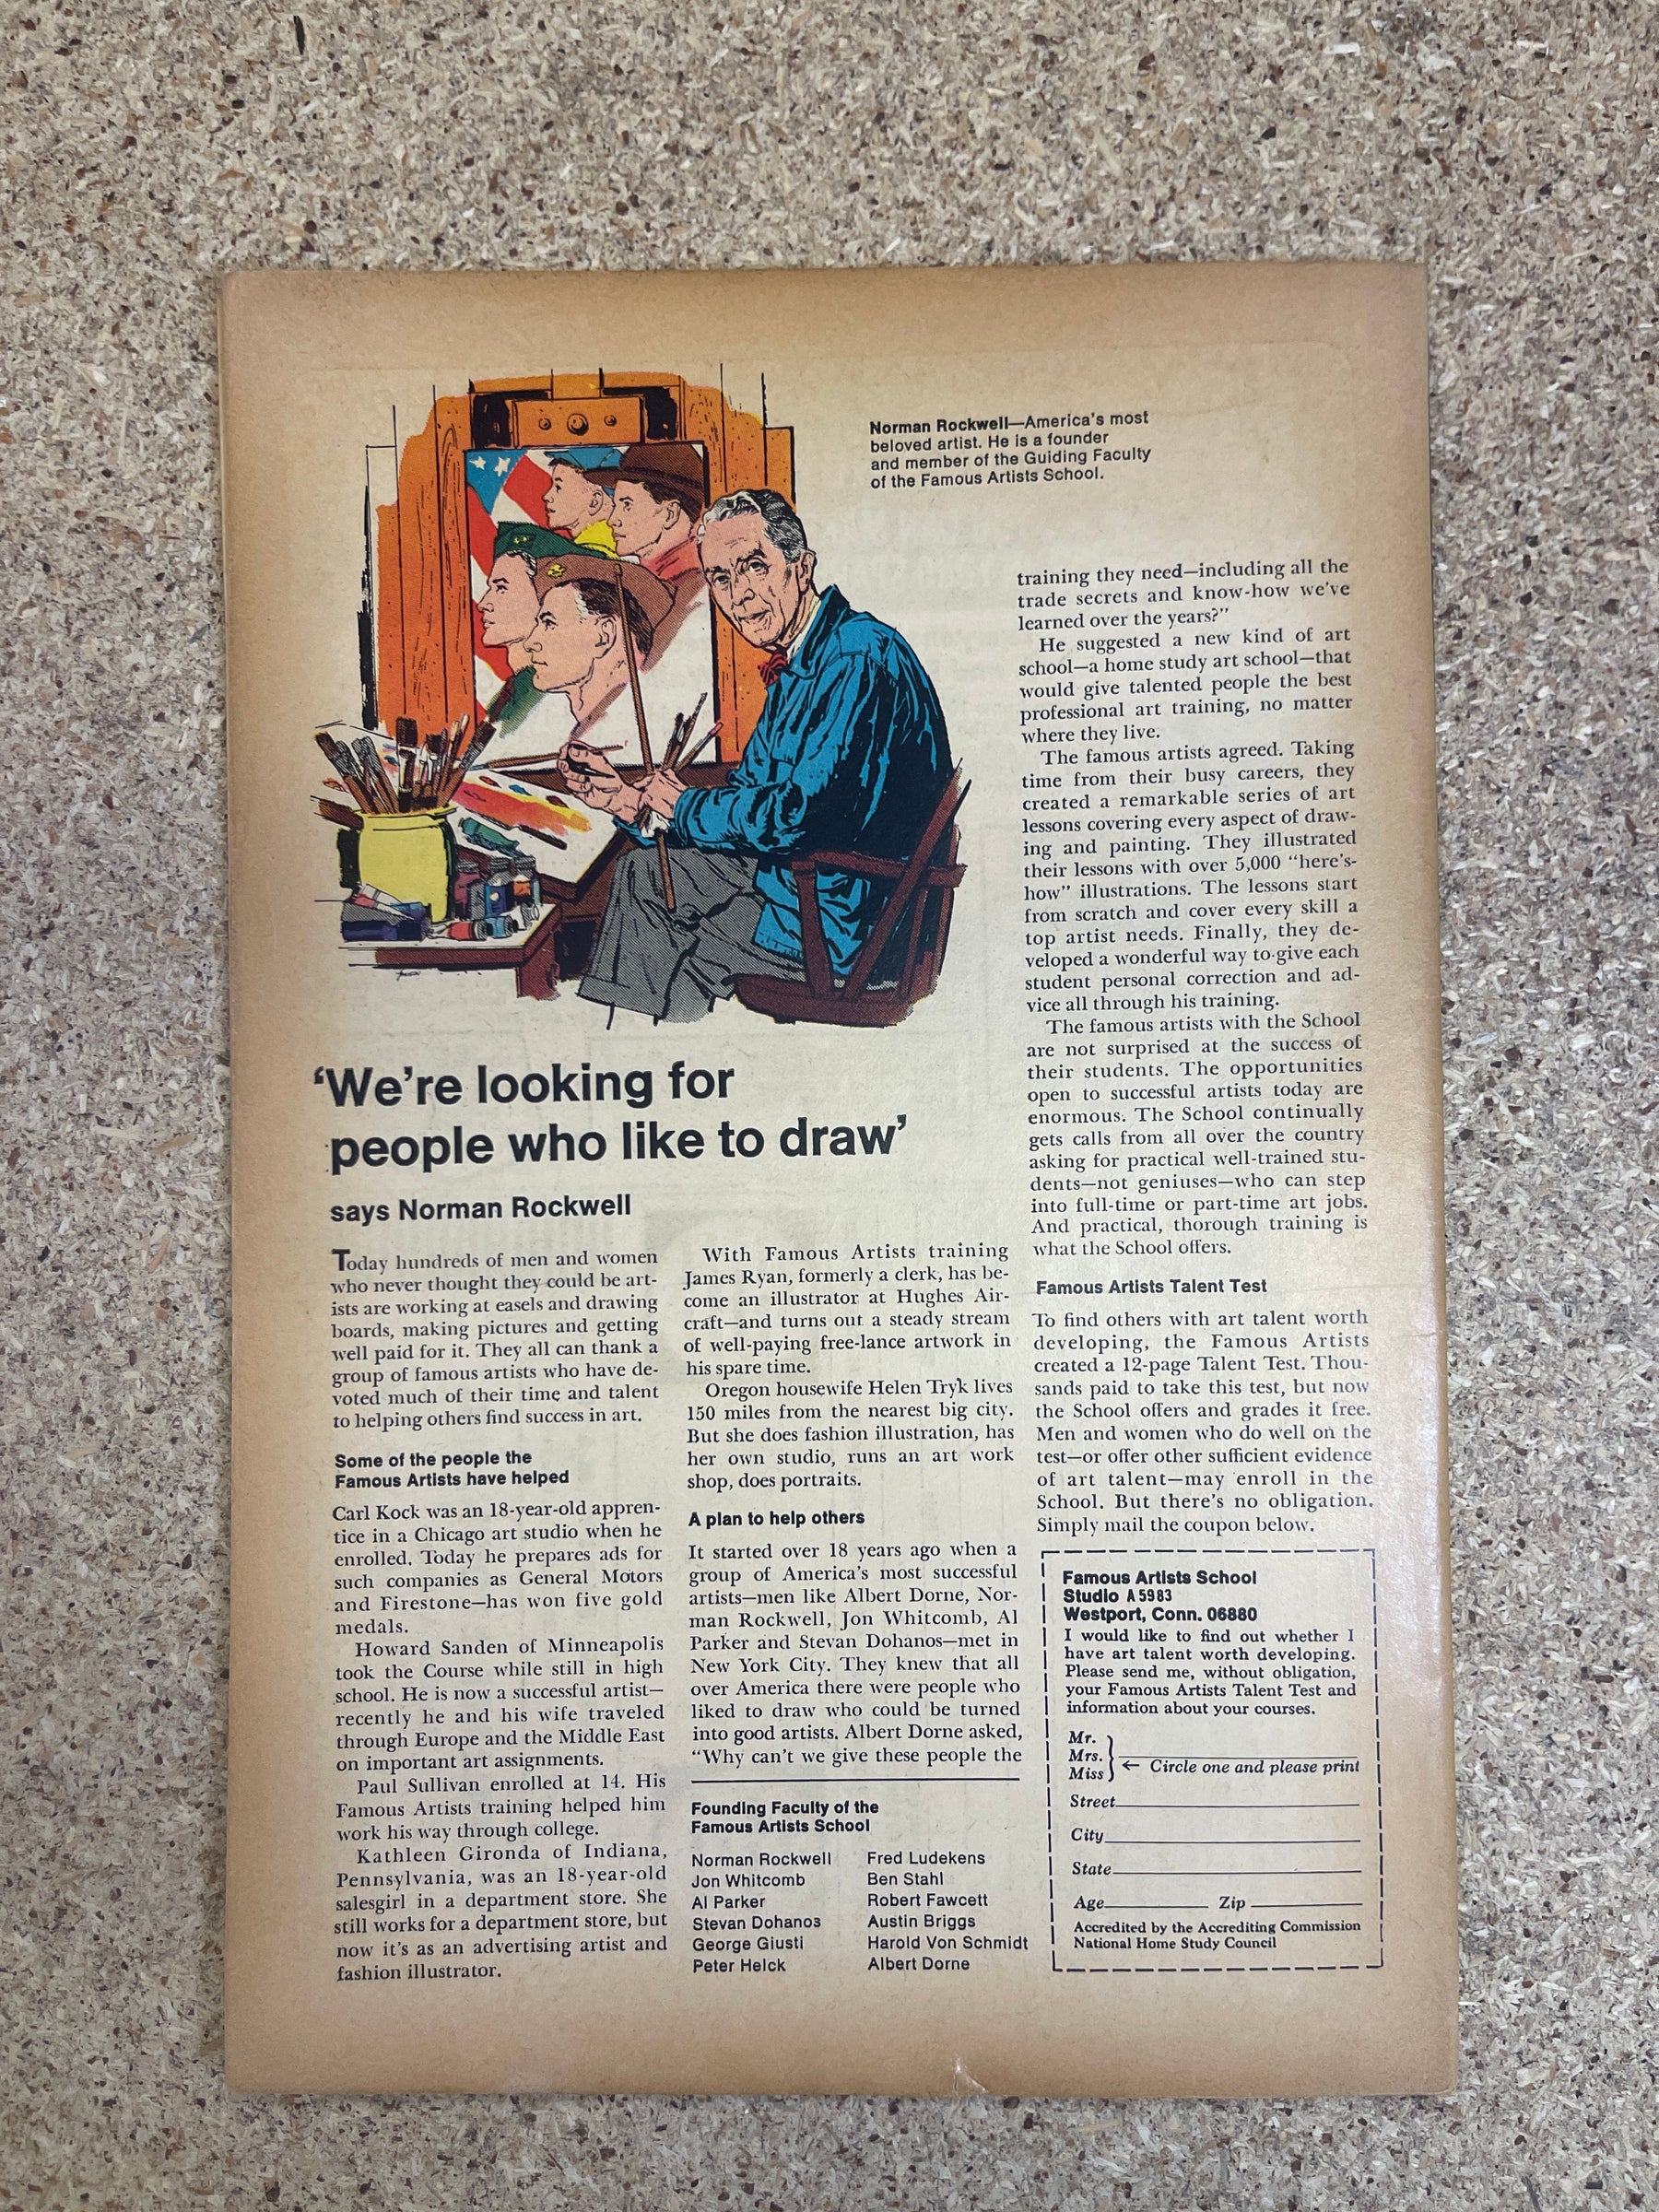 Norman Rockwell—America's most
beloved artist. He is a founder
and member of the Guiding Faculty
of the Famous Artists School.
'We're looking for
people who like to draw'
says Norman Rockwell
Today hundreds of men and women
who never thought they could be art-
ists are working at easels and drawing
boards, making pictures and getting
well paid for it. They all can thank a
group of famous artists who have de-
voted much of their time and talent
to helping others find success in art.
Some of the people the
Famous Artists have helped
Carl Kock was an 18-year-old appren-
tice in a Chicago art studio when he
enrolled. Today he prepares ads for
such companies as General Motors
and Firestone—has won five gold
medals.
Howard Sanden of Minneapolis
took the Course while still in high
school. He is now a successful artist—
recently he and his wife traveled
through Europe and the Middle East
on important art assignments.
Paul Sullivan enrolled at 14. His
Famous Artists training helped him
work his way through college.
Kathleen Gironda of Indiana,
Pennsylvania, was an 18-year-old
salesgirl in a department store. She
still works for a department store, but
now it's as an advertising artist and
fashion illustrator.
With Famous Artists training
James Ryan, formerly a clerk, has be-
come an illustrator at Hughes Air-
craft—and turns out a steady stream
of well-paying free-lance artwork in
his spare time.
Oregon housewife Helen Tryk lives
150 miles from the nearest big city.
But she does fashion illustration, has
her own studio, runs an art work
shop, does portraits.
A plan to help others
It started over 18 years ago when a
group of America's most successful
artists—men like Albert Dorne, Nor-
man Rockwell, Jon Whitcomb, Al
Parker and Stevan Dohanos—met in
New York City. They knew that all
over America there were people who
liked to draw who could be turned
into good artists. Albert Dorne asked,
"Why can't we give these people the
training they need—including all the
trade secrets and know-how we've
learned over the years?"
He suggested a new kind of art
school—a home study art school—that
would give talented people the best
professional art training, no matter
where they live.
The famous artists agreed. Taking
time from their busy careers, they
created a remarkable series of art
lessons covering every aspect of draw-
ing and painting. They illustrated
their lessons with over 5,000 "here's-
how" illustrations. The lessons start
from scratch and cover every skill a
top artist needs. Finally, they de-
veloped a wonderful way to give each
student personal correction and ad-
vice all through his training.
The famous artists with the School
are not surprised at the success of
their students. The opportunities
open to successful artists today are
enormous. The School continually
gets calls from all over the country
asking for practical well-trained stu-
dents—not geniuses—who can step
into full-time or part-time art jobs.
And practical, thorough training is
what the School offers.
Famous Artists Talent Test
To find others with art talent worth
developing, the Famous Artists
created a 12-page Talent Test. Thou-
sands paid to take this test, but now
the School offers and grades it free.
Men and women who do well on the
test—or offer other sufficient evidence
of art talent—may enroll in the
School. But there's no obligation.
Simply mail the coupon below.
Founding Faculty of the
Famous Artists School
Norman Rockwell
Jon Whitcomb
Al Parker
Stevan Dohanos
George Giusti
Peter Helck
Fred Ludekens
Ben Stahl
Robert Fawcett
Austin Briggs
Harold Von Schmidt
Albert Dorne
Famous Artists School
Studio A5983
Westport, Conn. 06880
I would like to find out whether I
have art talent worth developing.
Please send me, without obligation,
your Famous Artists Talent Test and
information about your courses.
Mr.
Mrs.
Miss
← Circle one and please print
Street
City
State
Age Zip
Accredited by the Accrediting Commission
National Home Study Council